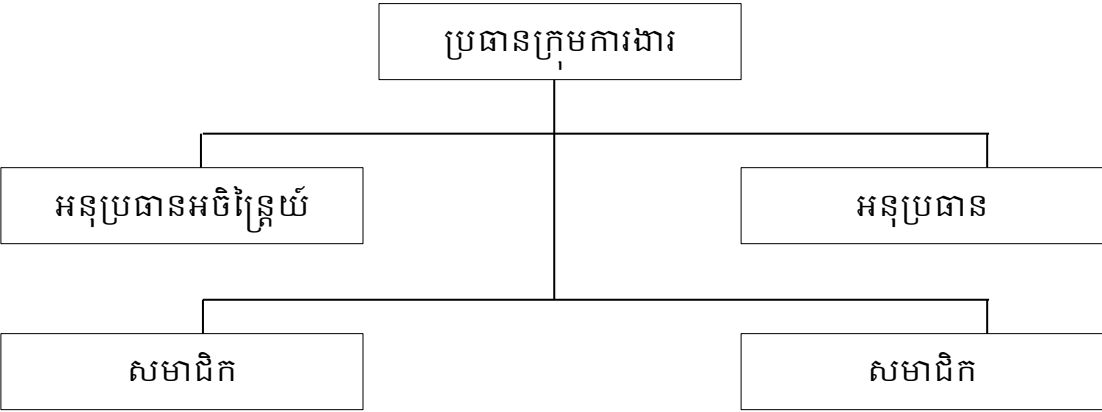 ប្រធានក្រុមការងារ
អនុប្រធានអចិន្ត្រៃយ៍
អនុប្រធាន
សមាជិក
សមាជិក